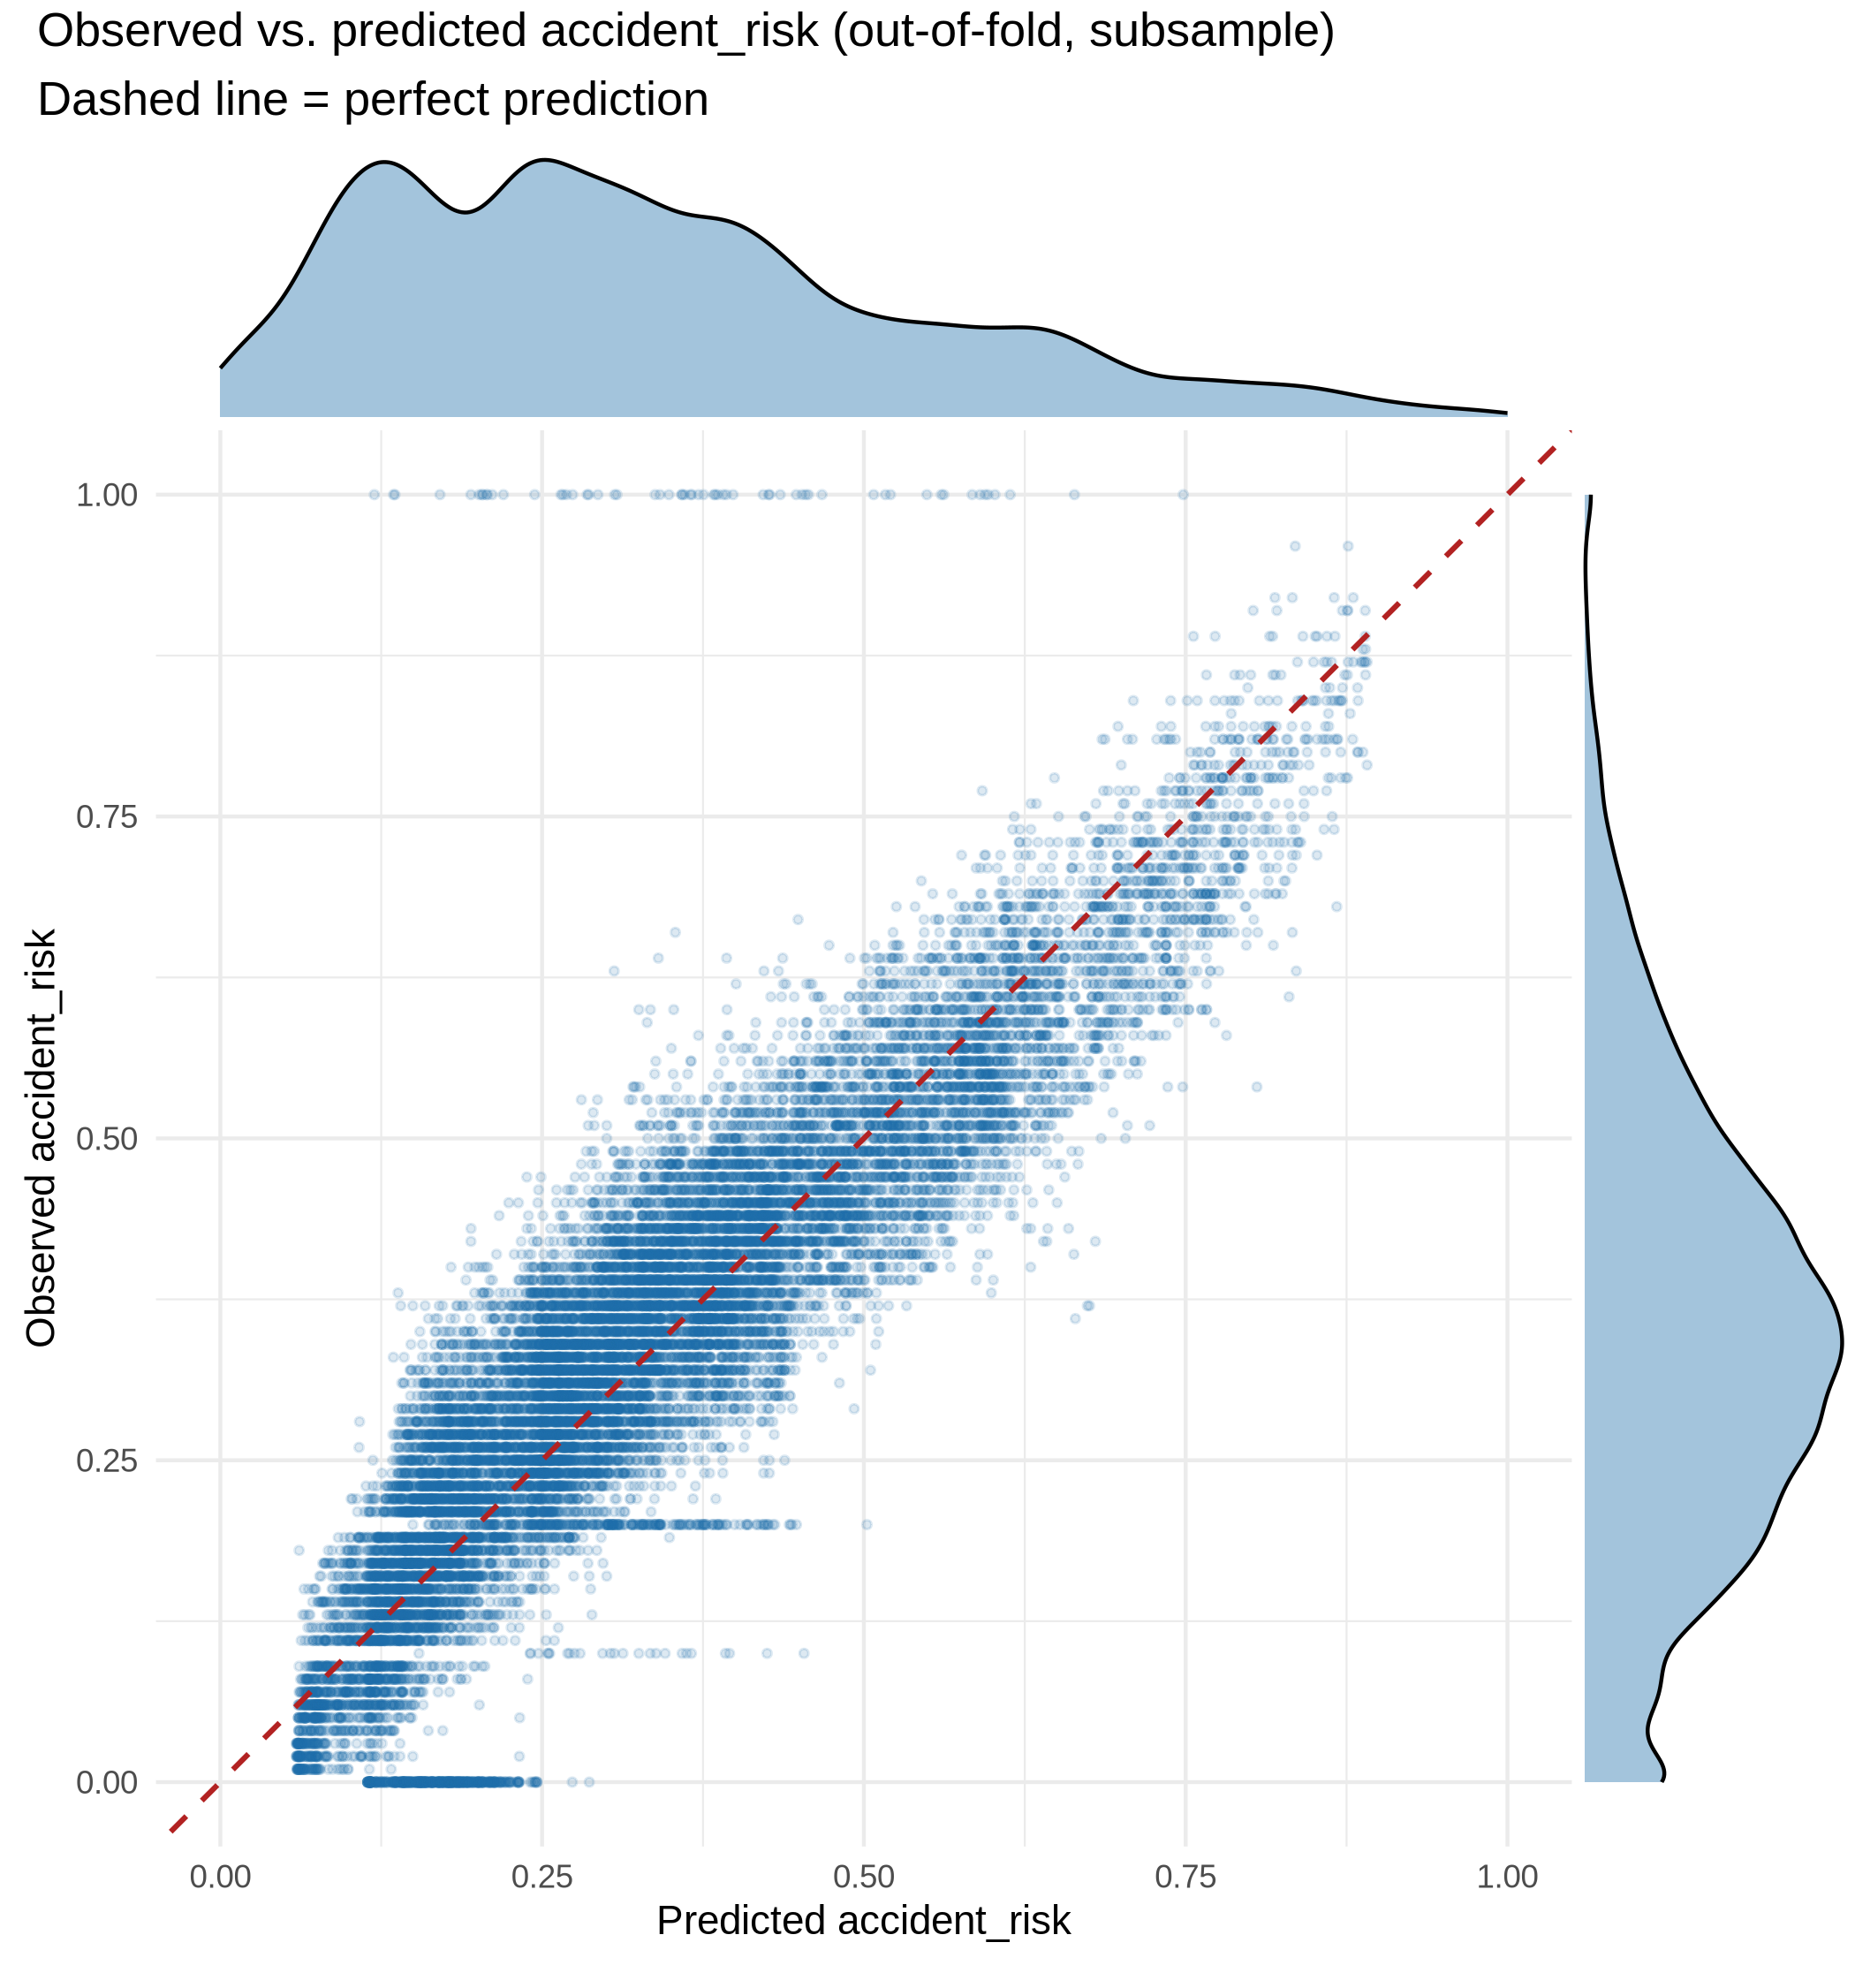 Observed vs. predicted accident_risk (out-of-fold, subsample)
Dashed line = perfect prediction
1.00
0.75
0.50
0.25
0.00
Observed accident_risk
0.00 0.25 0.50 0.75 1.00
Predicted accident_risk